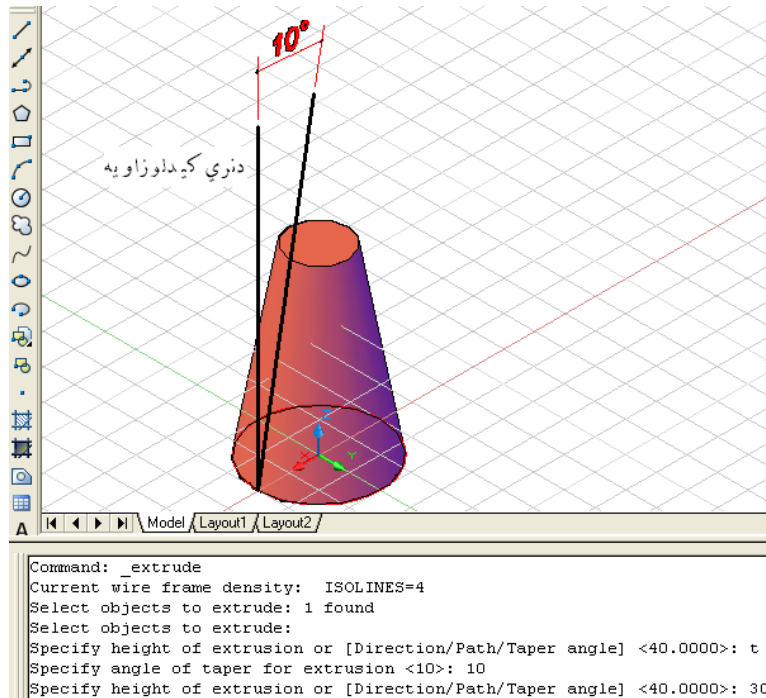 10°
دنري كيدلوزاويه
Z
X
Y
A
Model Layout1 Layout2
Command: _extrude
Current wire frame density:  ISOLINES=4
Select objects to extrude: 1 found
Select objects to extrude:
Specify height of extrusion or [Direction/Path/Taper angle] <40.0000>: t
Specify angle of taper for extrusion <10>: 10
Specify height of extrusion or [Direction/Path/Taper angle] <40.0000>: 30